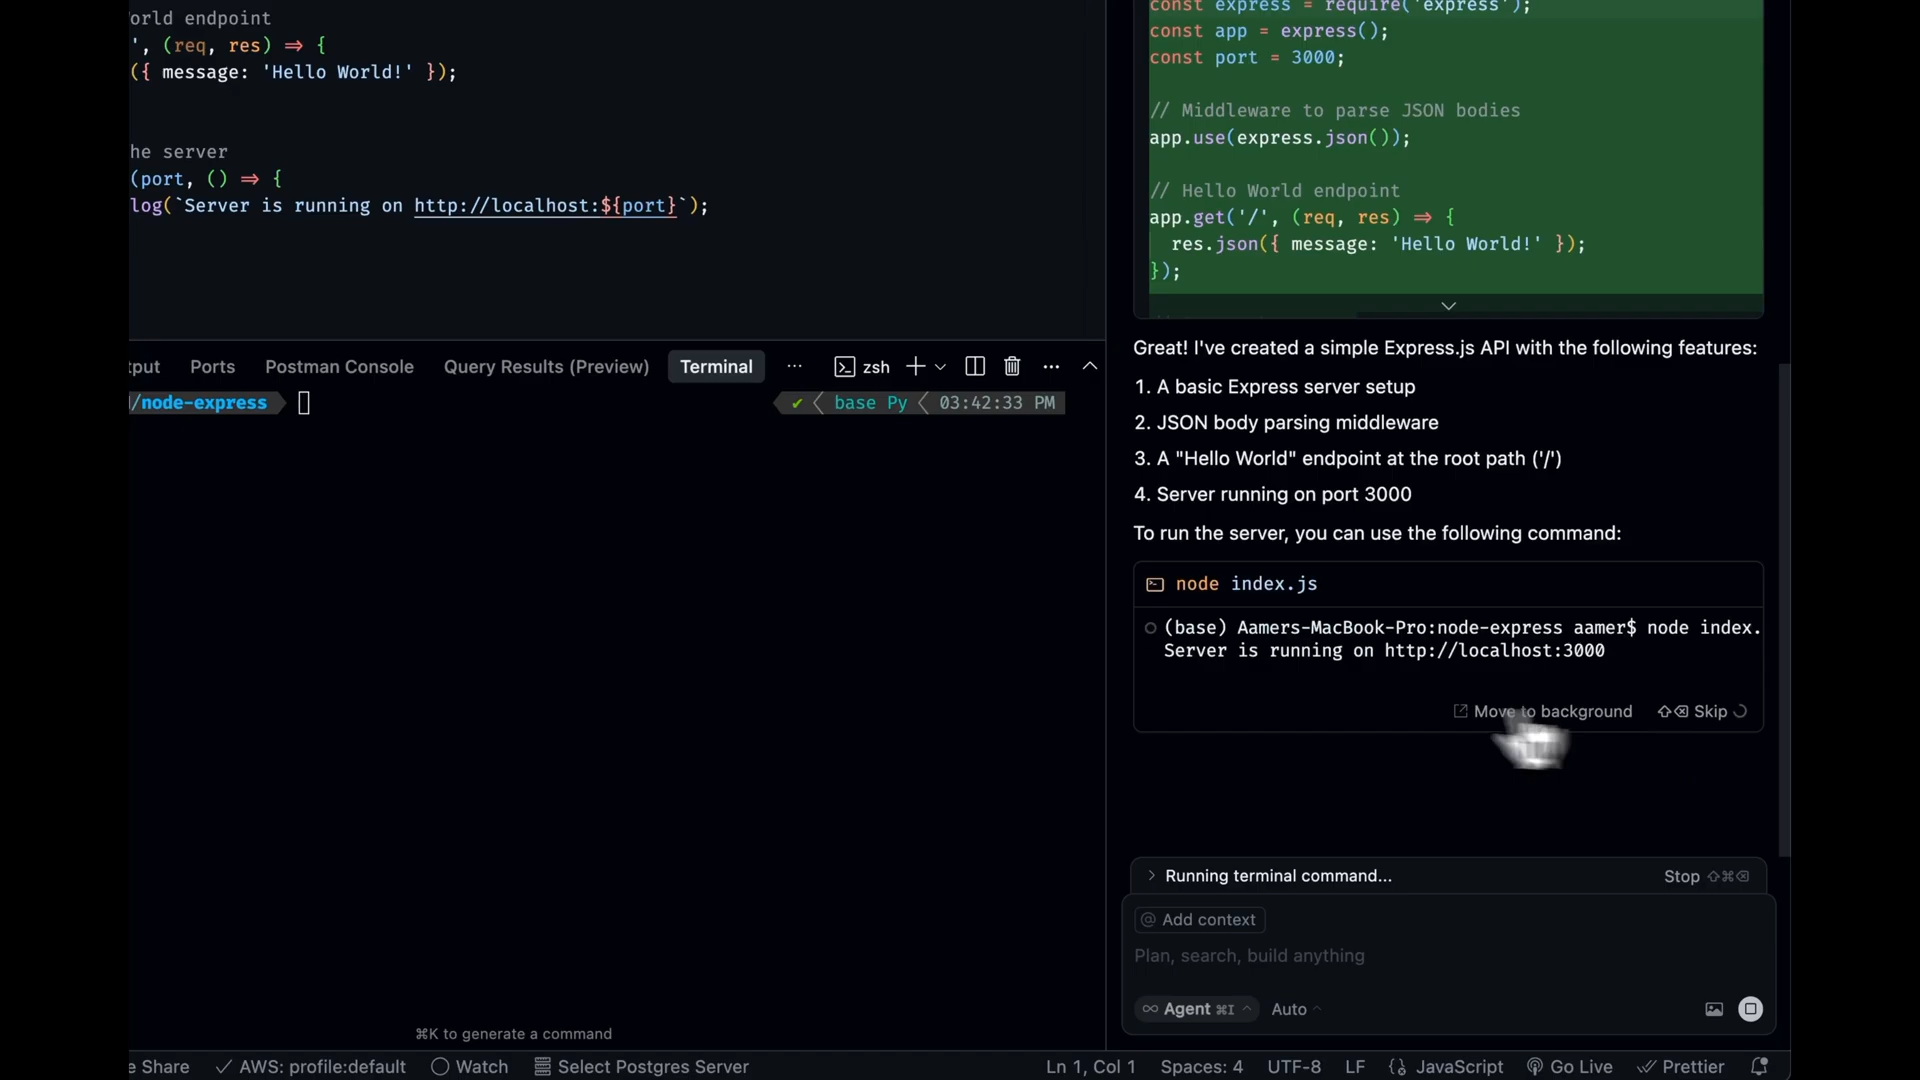 orld endpoint
', (req, res) => {
({ message: 'Hello World!' });
he server
(port, () => {
log(`Server is running on http://localhost:${port}`);
tput Ports Postman Console Query Results (Preview) Terminal ··· zsh ···
/node-express ✔ base Py 03:42:33 PM
⌘K to generate a command
const express = require('express');
const app = express();
const port = 3000;
// Middleware to parse JSON bodies
app.use(express.json());
// Hello World endpoint
app.get('/', (req, res) => {
res.json({ message: 'Hello World!' });
});
Great! I've created a simple Express.js API with the following features:
1. A basic Express server setup
2. JSON body parsing middleware
3. A "Hello World" endpoint at the root path ('/')
4. Server running on port 3000
To run the server, you can use the following command:
node index.js
(base) Aamers-MacBook-Pro:node-express aamer$ node index.
Server is running on http://localhost:3000
Move to background ⇧⌫ Skip
Running terminal command... Stop ⇧⌘⌫
@ Add context
Plan, search, build anything
∞ Agent ⌘I Auto
e Share AWS: profile:default Watch Select Postgres Server Ln 1, Col 1 Spaces: 4 UTF-8 LF JavaScript Go Live Prettier